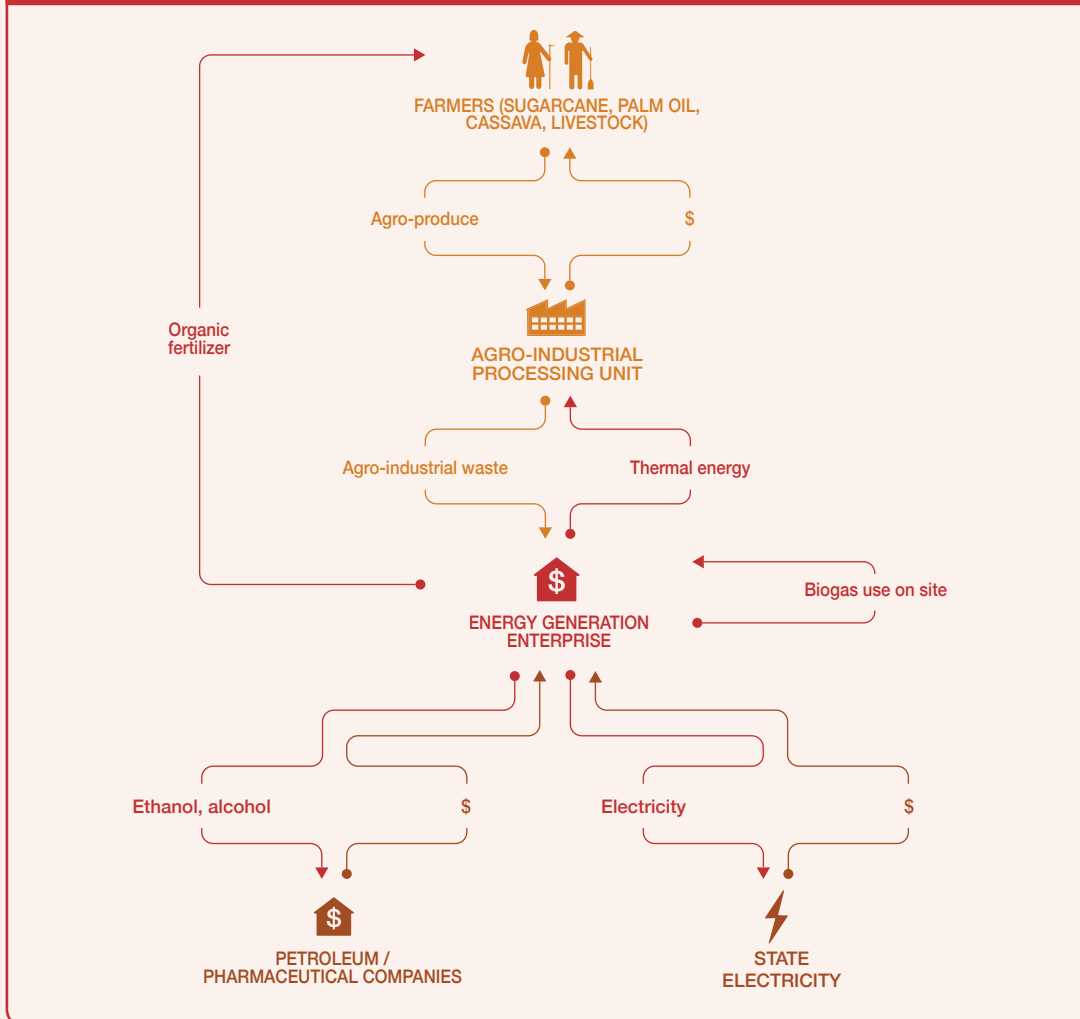 FARMERS (SUGARCANE, PALM OIL,
CASSAVA, LIVESTOCK)
Agro-produce
$
Organic
fertilizer
AGRO-INDUSTRIAL
PROCESSING UNIT
Agro-industrial waste
Thermal energy
$
Biogas use on site
ENERGY GENERATION
ENTERPRISE
Ethanol, alcohol
$
Electricity
$
$
PETROLEUM /
PHARMACEUTICAL COMPANIES
STATE
ELECTRICITY